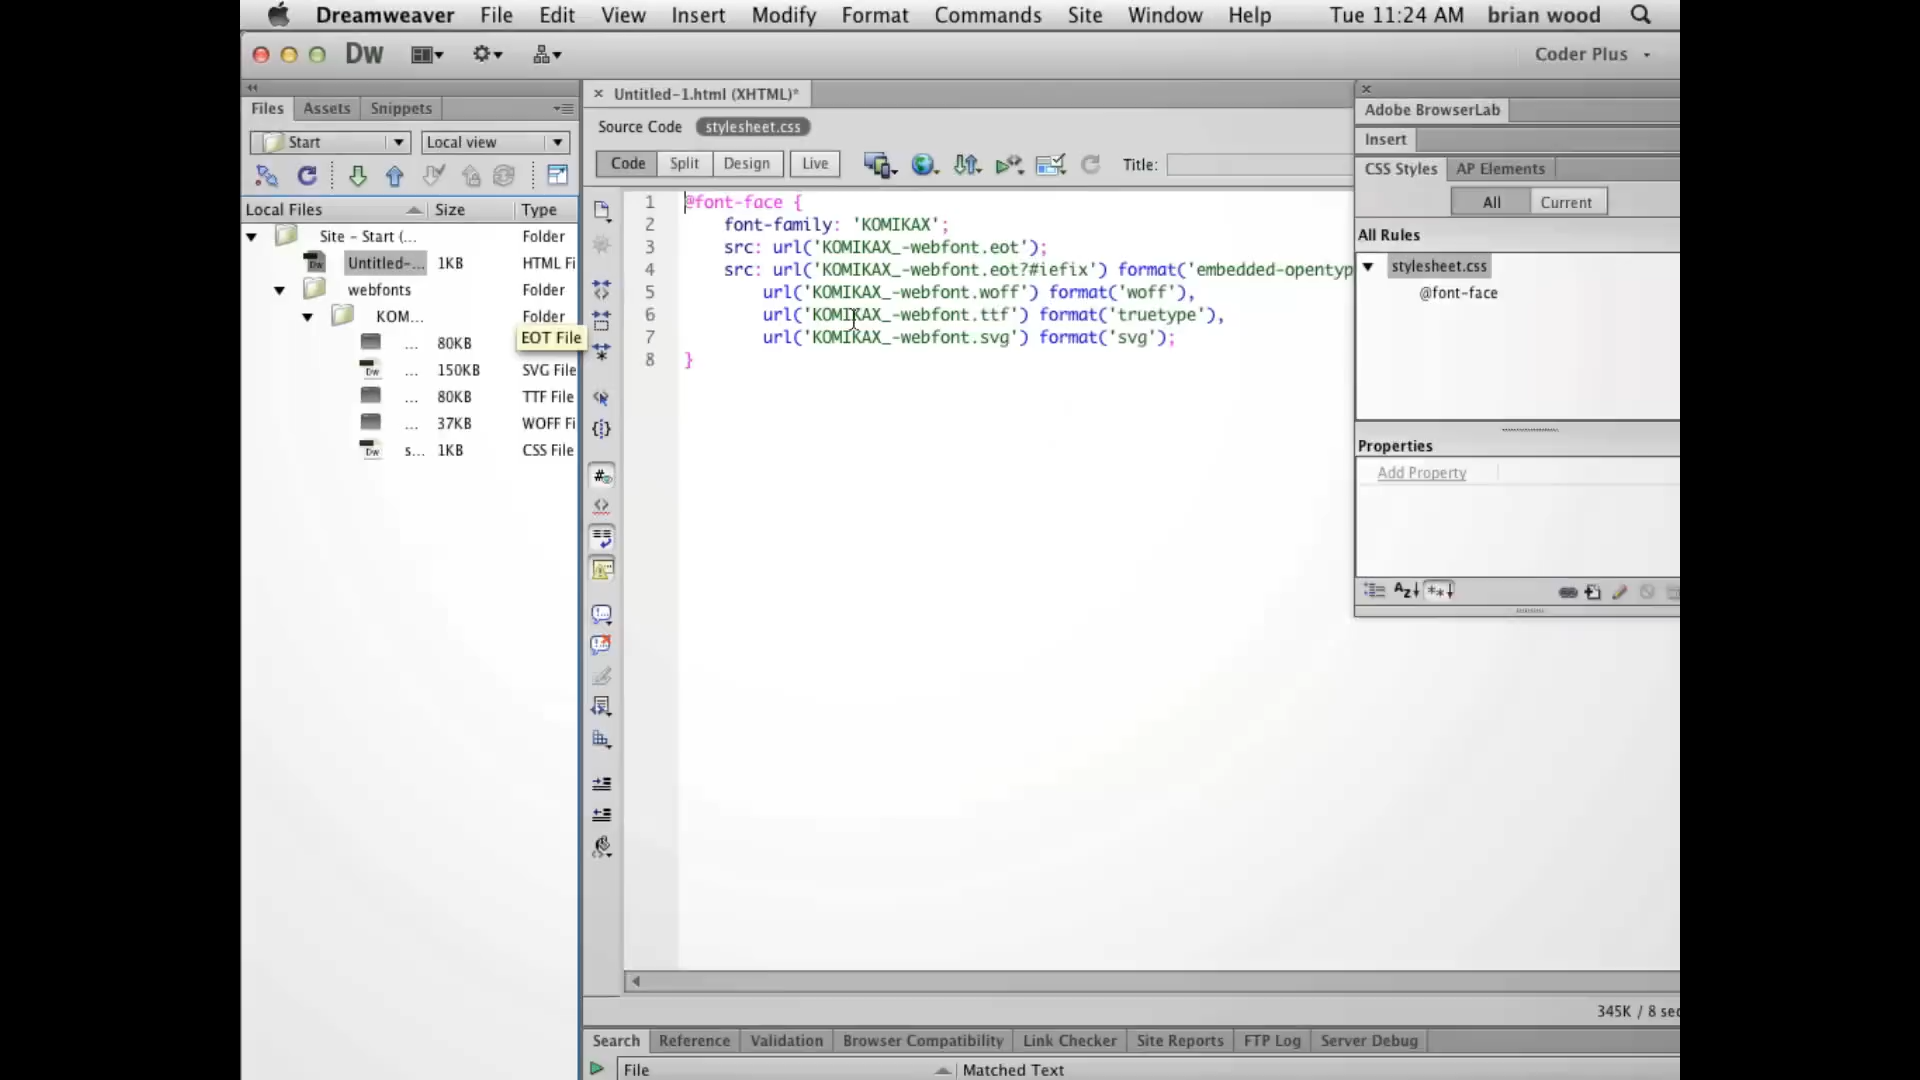 Dreamweaver File Edit View Insert Modify Format Commands Site Window Help Tue 11:24 AM brian wood
Dw Coder Plus
Files Assets Snippets
Start Local view
Local Files Size Type
Site - Start (... Folder
Untitled-... 1KB HTML Fi
webfonts Folder
KOM... Folder
EOT File
... 80KB
... 150KB SVG File
... 80KB TTF File
... 37KB WOFF Fi
s... 1KB CSS File
Untitled-1.html (XHTML)*
Source Code stylesheet.css
Code Split Design Live Title:
1 @font-face {
2 font-family: 'KOMIKAX';
3 src: url('KOMIKAX_-webfont.eot');
4 src: url('KOMIKAX_-webfont.eot?#iefix') format('embedded-opentyp
5 url('KOMIKAX_-webfont.woff') format('woff'),
6 url('KOMIKAX_-webfont.ttf') format('truetype'),
7 url('KOMIKAX_-webfont.svg') format('svg');
8 }
Adobe BrowserLab
Insert
CSS Styles AP Elements
All Current
All Rules
stylesheet.css
@font-face
Properties
Add Property
345K / 8 sec
Search Reference Validation Browser Compatibility Link Checker Site Reports FTP Log Server Debug
File Matched Text